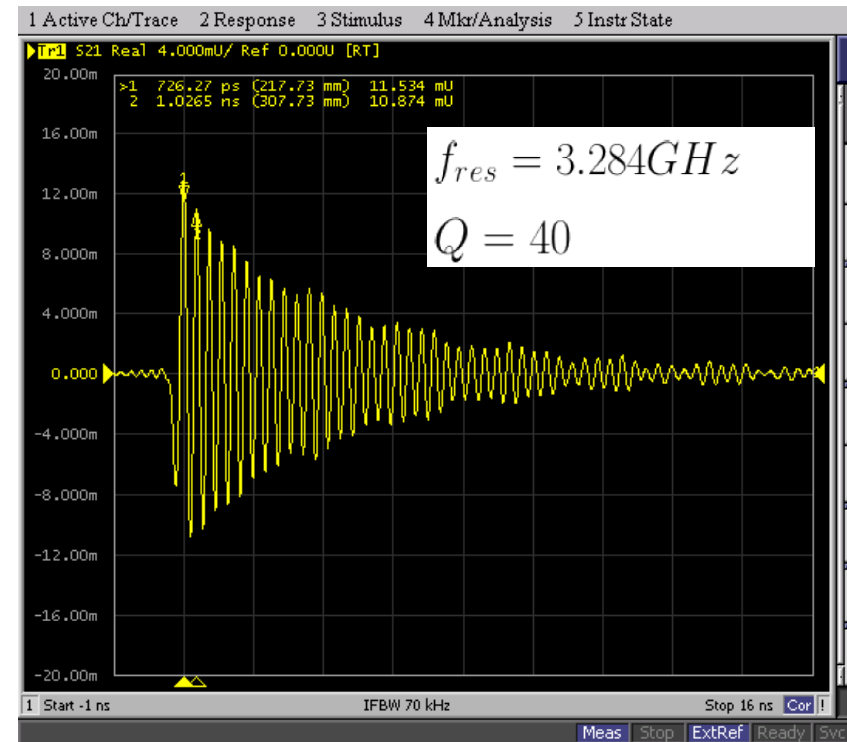 1 Active Ch/Trace 2 Response 3 Stimulus 4 Mkr/Analysis 5 Instr State
Tr1 S21 Real 4.000mU/ Ref 0.000U [RT]
20.00m
>1 726.27 ps (217.73 mm) 11.534 mU
2 1.0265 ns (307.73 mm) 10.874 mU
16.00m
f_res = 3.284GHz
12.00m
Q = 40
8.000m
4.000m
0.000
-4.000m
-8.000m
-12.00m
-16.00m
-20.00m
1 Start -1 ns IFBW 70 kHz Stop 16 ns Cor !
Meas Stop ExtRef Ready Svc